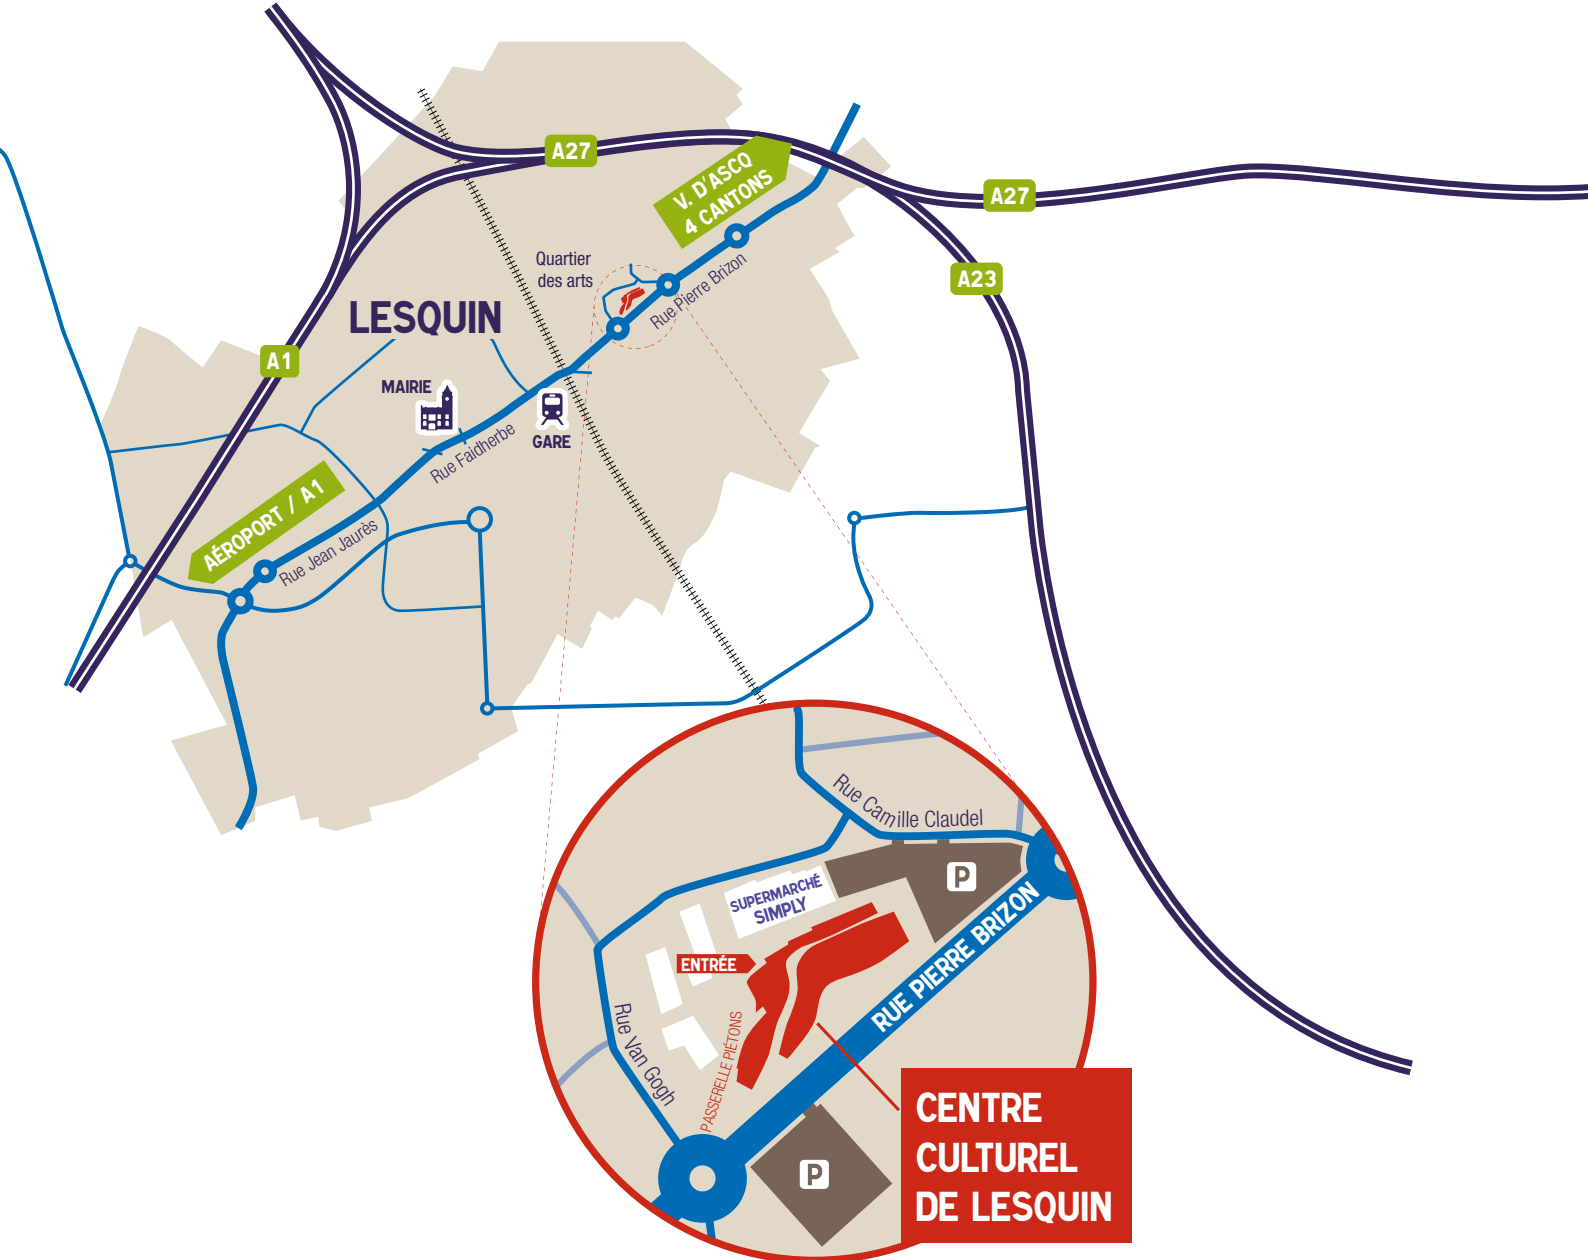 A27
V. D'ASCQ
4 CANTONS
A27
A23
Quartier
des arts
Rue Pierre Brizon
LESQUIN
A1
MAIRIE
GARE
Rue Faidherbe
AÉROPORT / A1
Rue Jean Jaurès
Rue Camille Claudel
P
SUPERMARCHÉ
SIMPLY
ENTRÉE
RUE PIERRE BRIZON
Rue Van Gogh
PASSERELLE PIÉTONS
P
CENTRE
CULTUREL
DE LESQUIN